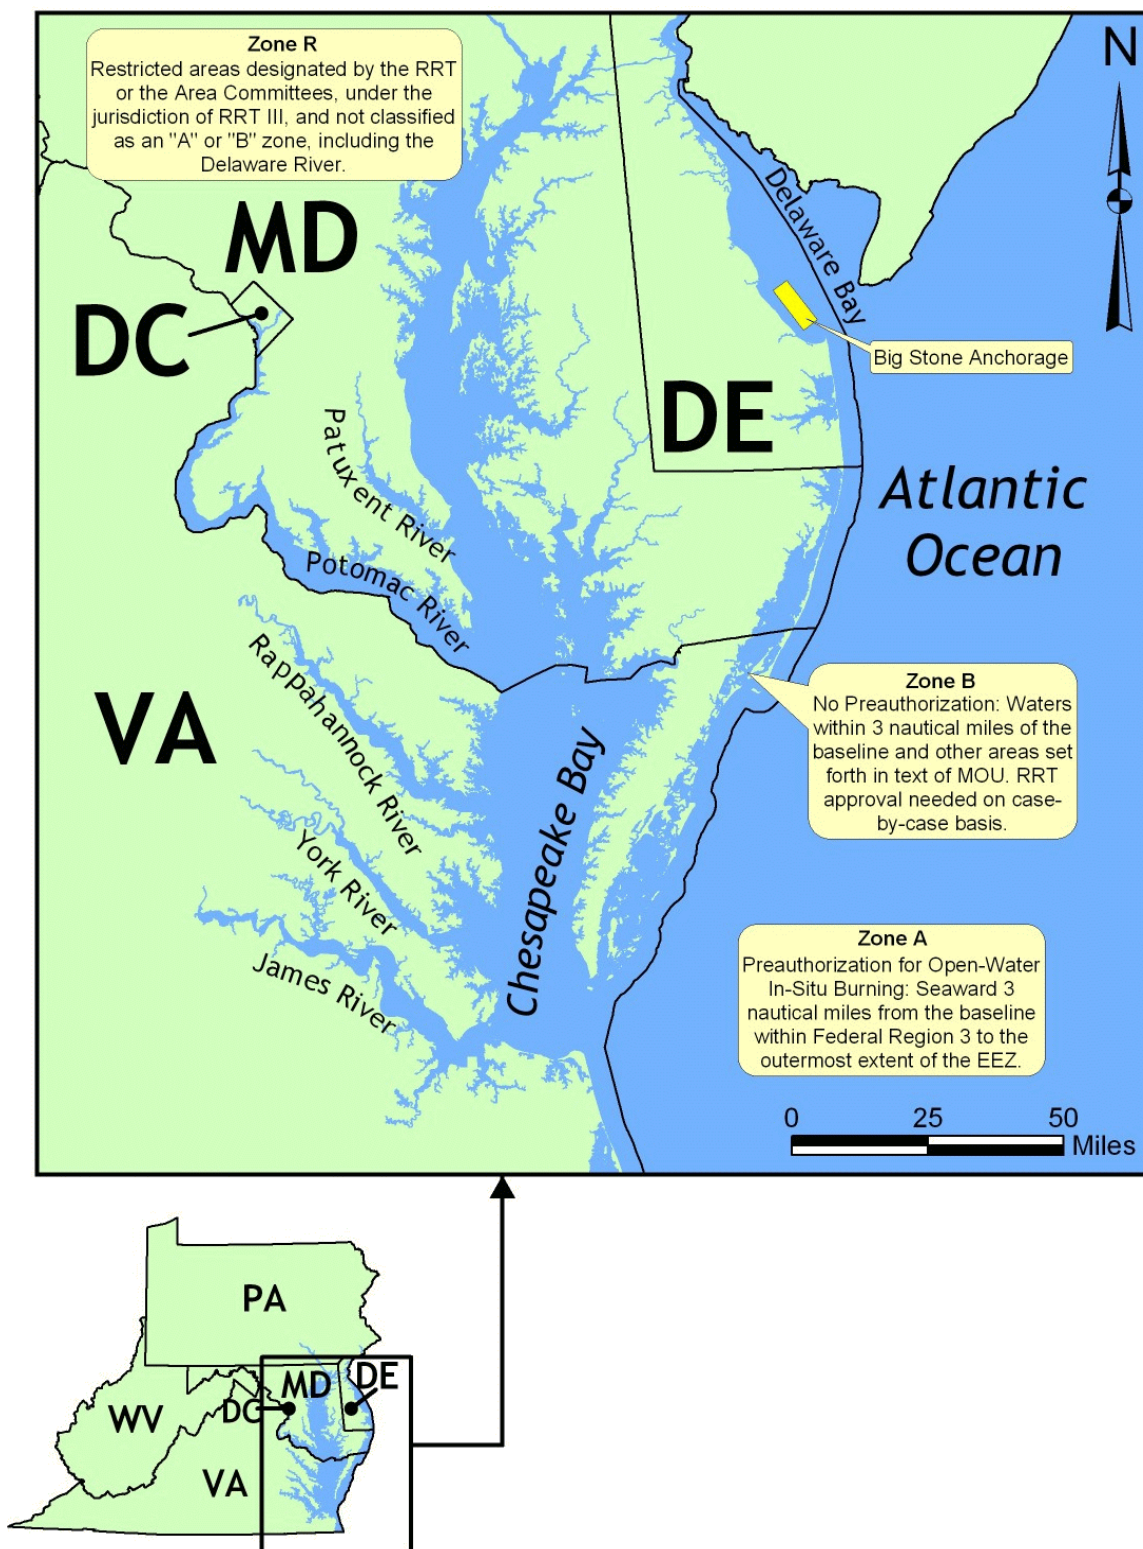 Zone R
Restricted areas designated by the RRT
or the Area Committees, under the
jurisdiction of RRT III, and not classified
as an "A" or "B" zone, including the
Delaware River.
N
MD
DC
Delaware Bay
Big Stone Anchorage
DE
Patuxent River
Atlantic
Ocean
Potomac River
Rappahannock River
VA
Zone B
No Preauthorization: Waters
within 3 nautical miles of the
baseline and other areas set
forth in text of MOU. RRT
approval needed on case-
by-case basis.
Chesapeake Bay
York River
James River
Zone A
Preauthorization for Open-Water
In-Situ Burning: Seaward 3
nautical miles from the baseline
within Federal Region 3 to the
outermost extent of the EEZ.
0 25 50
Miles
PA
MD
DE
DC
WV
VA